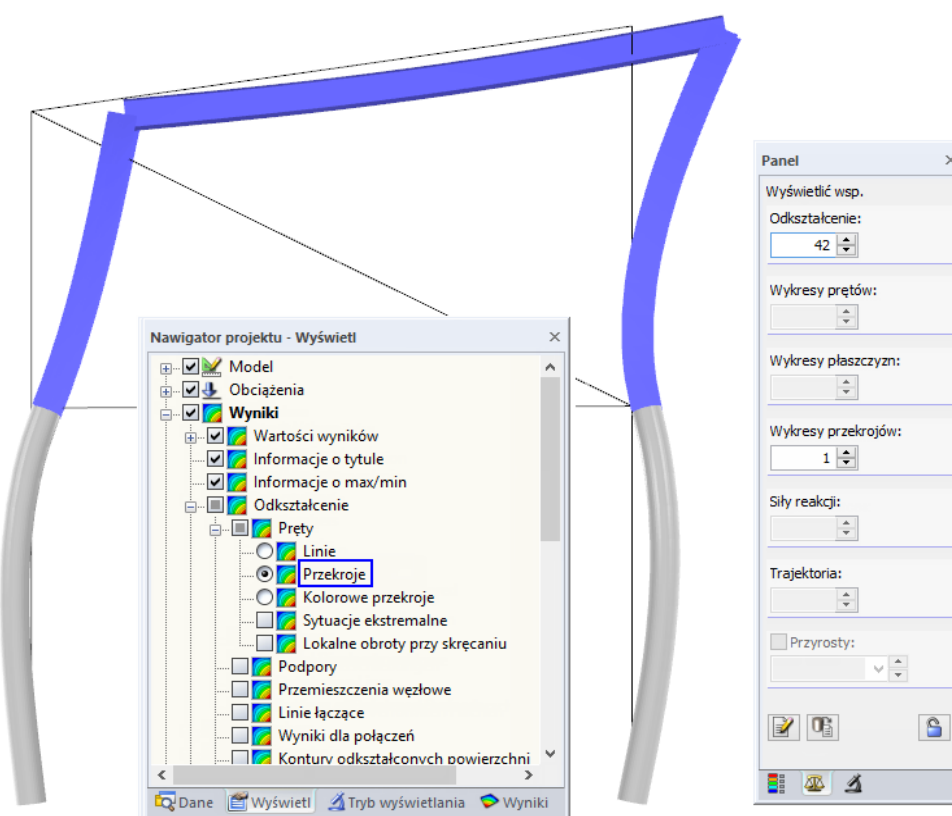 Nawigator projektu - Wyświetl
Model
Obciążenia
Wyniki
Wartości wyników
Informacje o tytule
Informacje o max/min
Odkształcenie
Pręty
Linie
Przekroje
Kolorowe przekroje
Sytuacje ekstremalne
Lokalne obroty przy skręcaniu
Podpory
Przemieszczenia węzłowe
Linie łączące
Wyniki dla połączeń
Kontury odkształconych powierzchni
Dane Wyświetl Tryb wyświetlania Wyniki
Panel
Wyświetlić wsp.
Odkształcenie:
42
Wykresy prętów:
Wykresy płaszczyzn:
Wykresy przekrojów:
1
Siły reakcji:
Trajektoria:
Przyrosty: